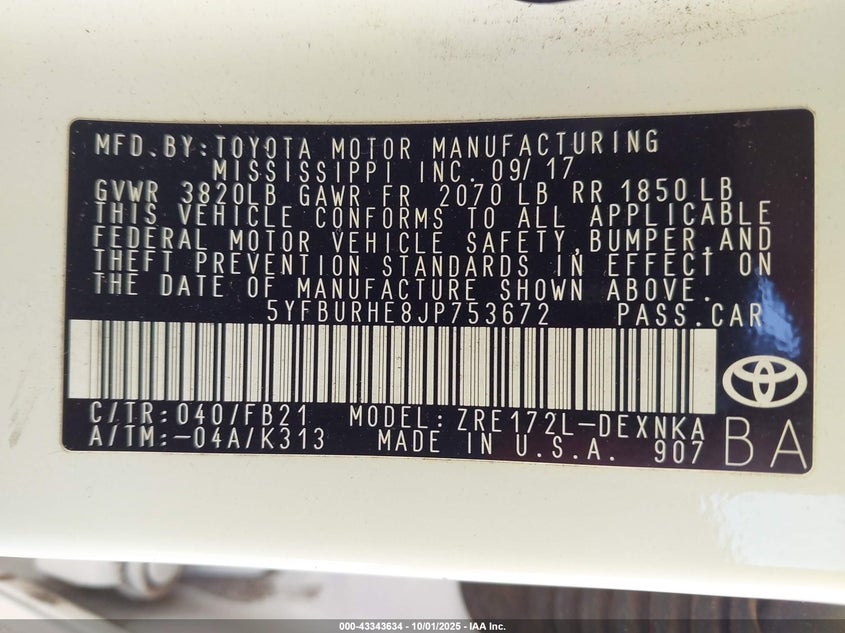 MFD.BY:TOYOTA MOTOR MANUFACTURING
MISSISSIPPI INC. 09/17
GVWR 3820LB GAWR FR 2070 LB RR 1850 LB
THIS VEHICLE CONFORMS TO ALL APPLICABLE
FEDERAL MOTOR VEHICLE SAFETY,BUMPER,AND
THEFT PREVENTION STANDARDS IN EFFECT ON
THE DATE OF MANUFACTURE SHOWN ABOVE.
5YFBURHE8JP753672 PASS.CAR
C/TR: 040/FB21 MODEL: ZRE172L-DEXNKA
A/TM:-04A/K313 MADE IN U.S.A. 907 BA
000-43343634 - 10/01/2025 - IAA Inc.